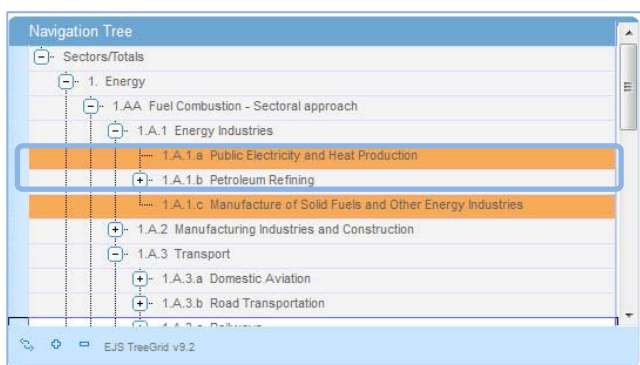 Navigation Tree
Sectors/Totals
1. Energy
1.AA Fuel Combustion - Sectoral approach
1.A.1 Energy Industries
1.A.1.a Public Electricity and Heat Production
1.A.1.b Petroleum Refining
1.A.1.c Manufacture of Solid Fuels and Other Energy Industries
1.A.2 Manufacturing Industries and Construction
1.A.3 Transport
1.A.3.a Domestic Aviation
1.A.3.b Road Transportation
1.A.3.c Railways
EJS TreeGrid v9.2